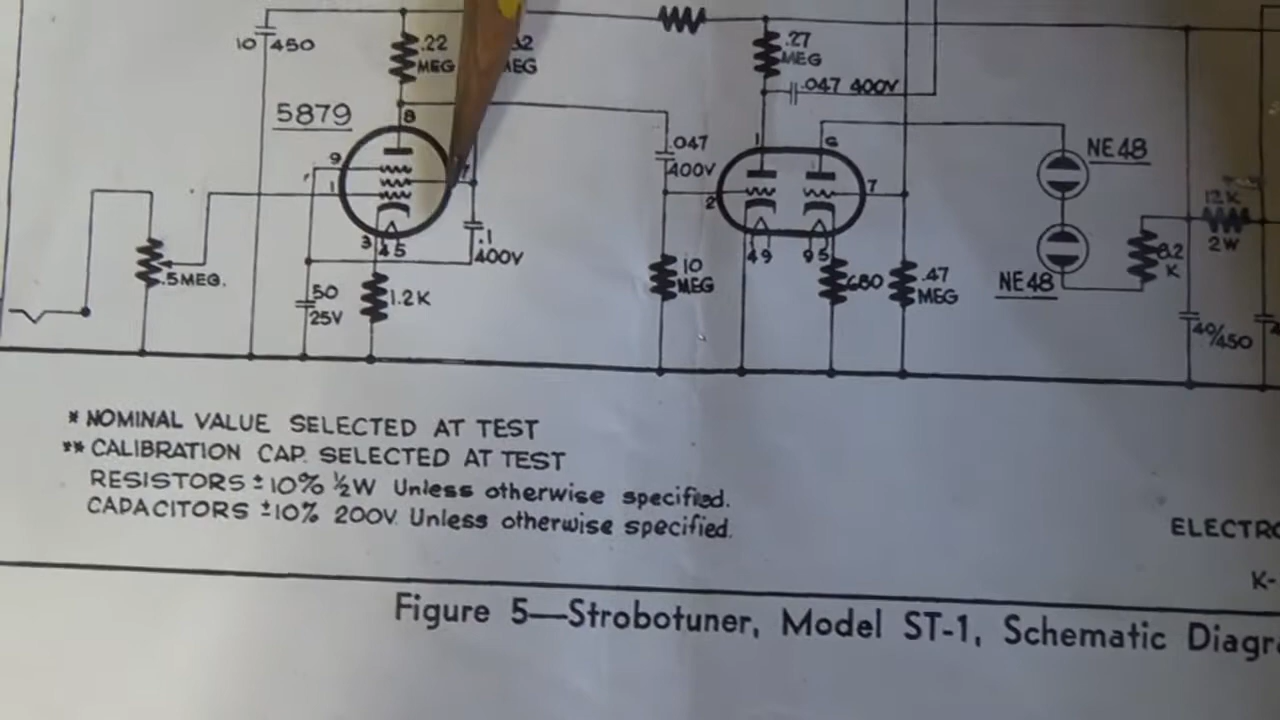 10 450
.22
MEG
.27
MEG
.047 400V
5879
8
9
1
3
4 5
.1
400V
.5MEG.
50
25V
1.2K
.047
400V
1
6
2
7
4 9
9 5
10
MEG
680
.47
MEG
NE48
NE48
8.2
K
12K
2W
40/450
* NOMINAL VALUE SELECTED AT TEST
** CALIBRATION CAP. SELECTED AT TEST
RESISTORS ±10% ½W Unless otherwise specified.
CAPACITORS ±10% 200V. Unless otherwise specified.
Figure 5—Strobotuner, Model ST-1, Schematic